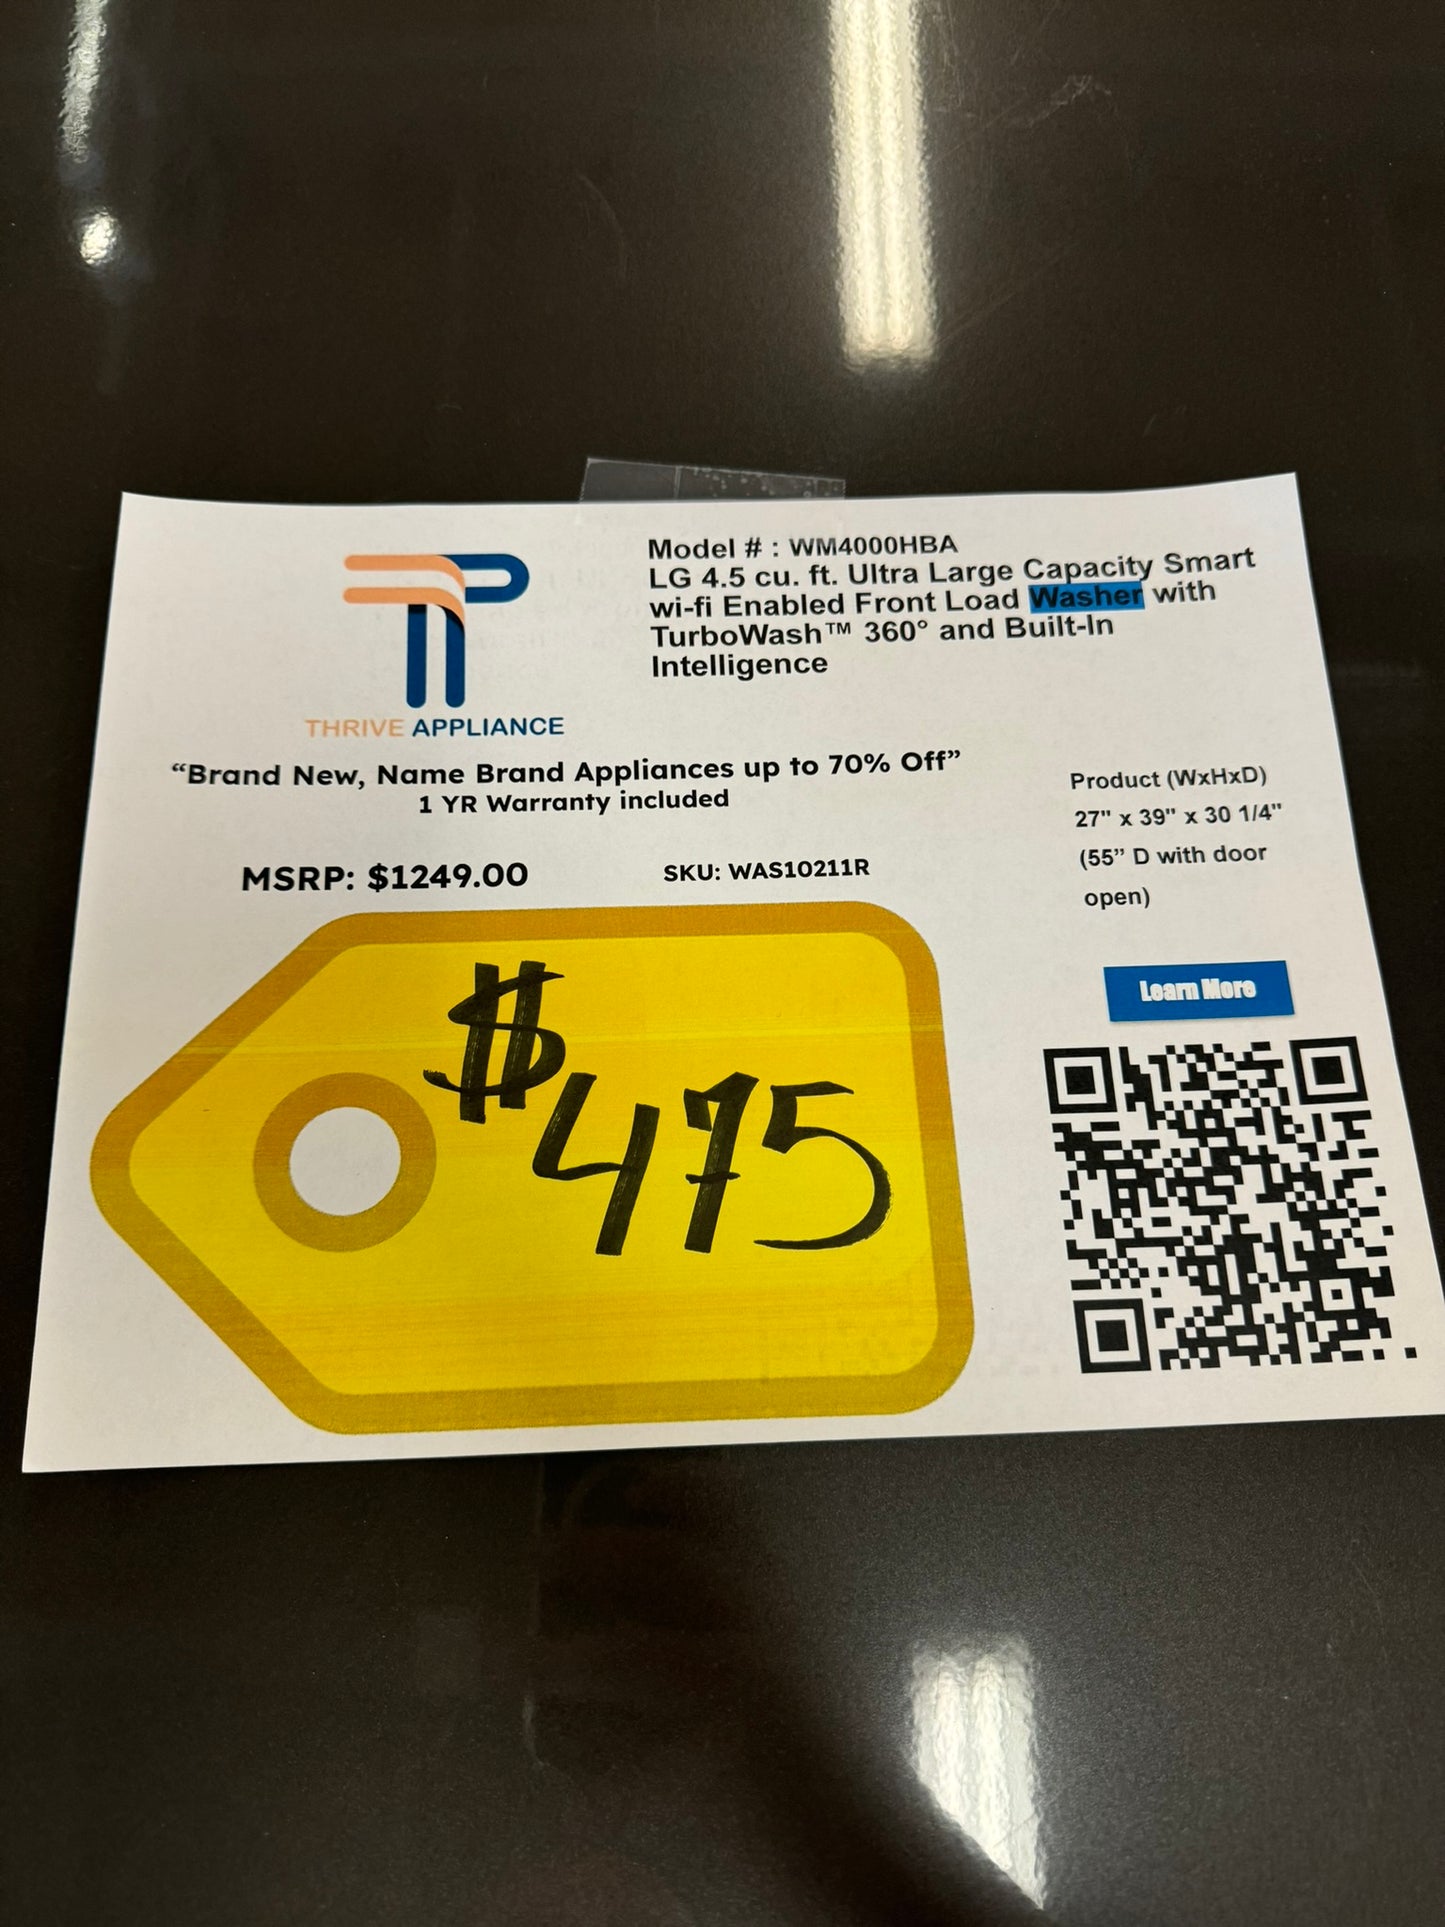 Model # : WM4000HBA
LG 4.5 cu. ft. Ultra Large Capacity Smart
wi-fi Enabled Front Load Washer with
TurboWash™ 360° and Built-In
Intelligence
THRIVE APPLIANCE
“Brand New, Name Brand Appliances up to 70% Off”
1 YR Warranty included
Product (WxHxD)
27" x 39" x 30 1/4"
(55” D with door
open)
MSRP: $1249.00
SKU: WAS10211R
$475
Learn More